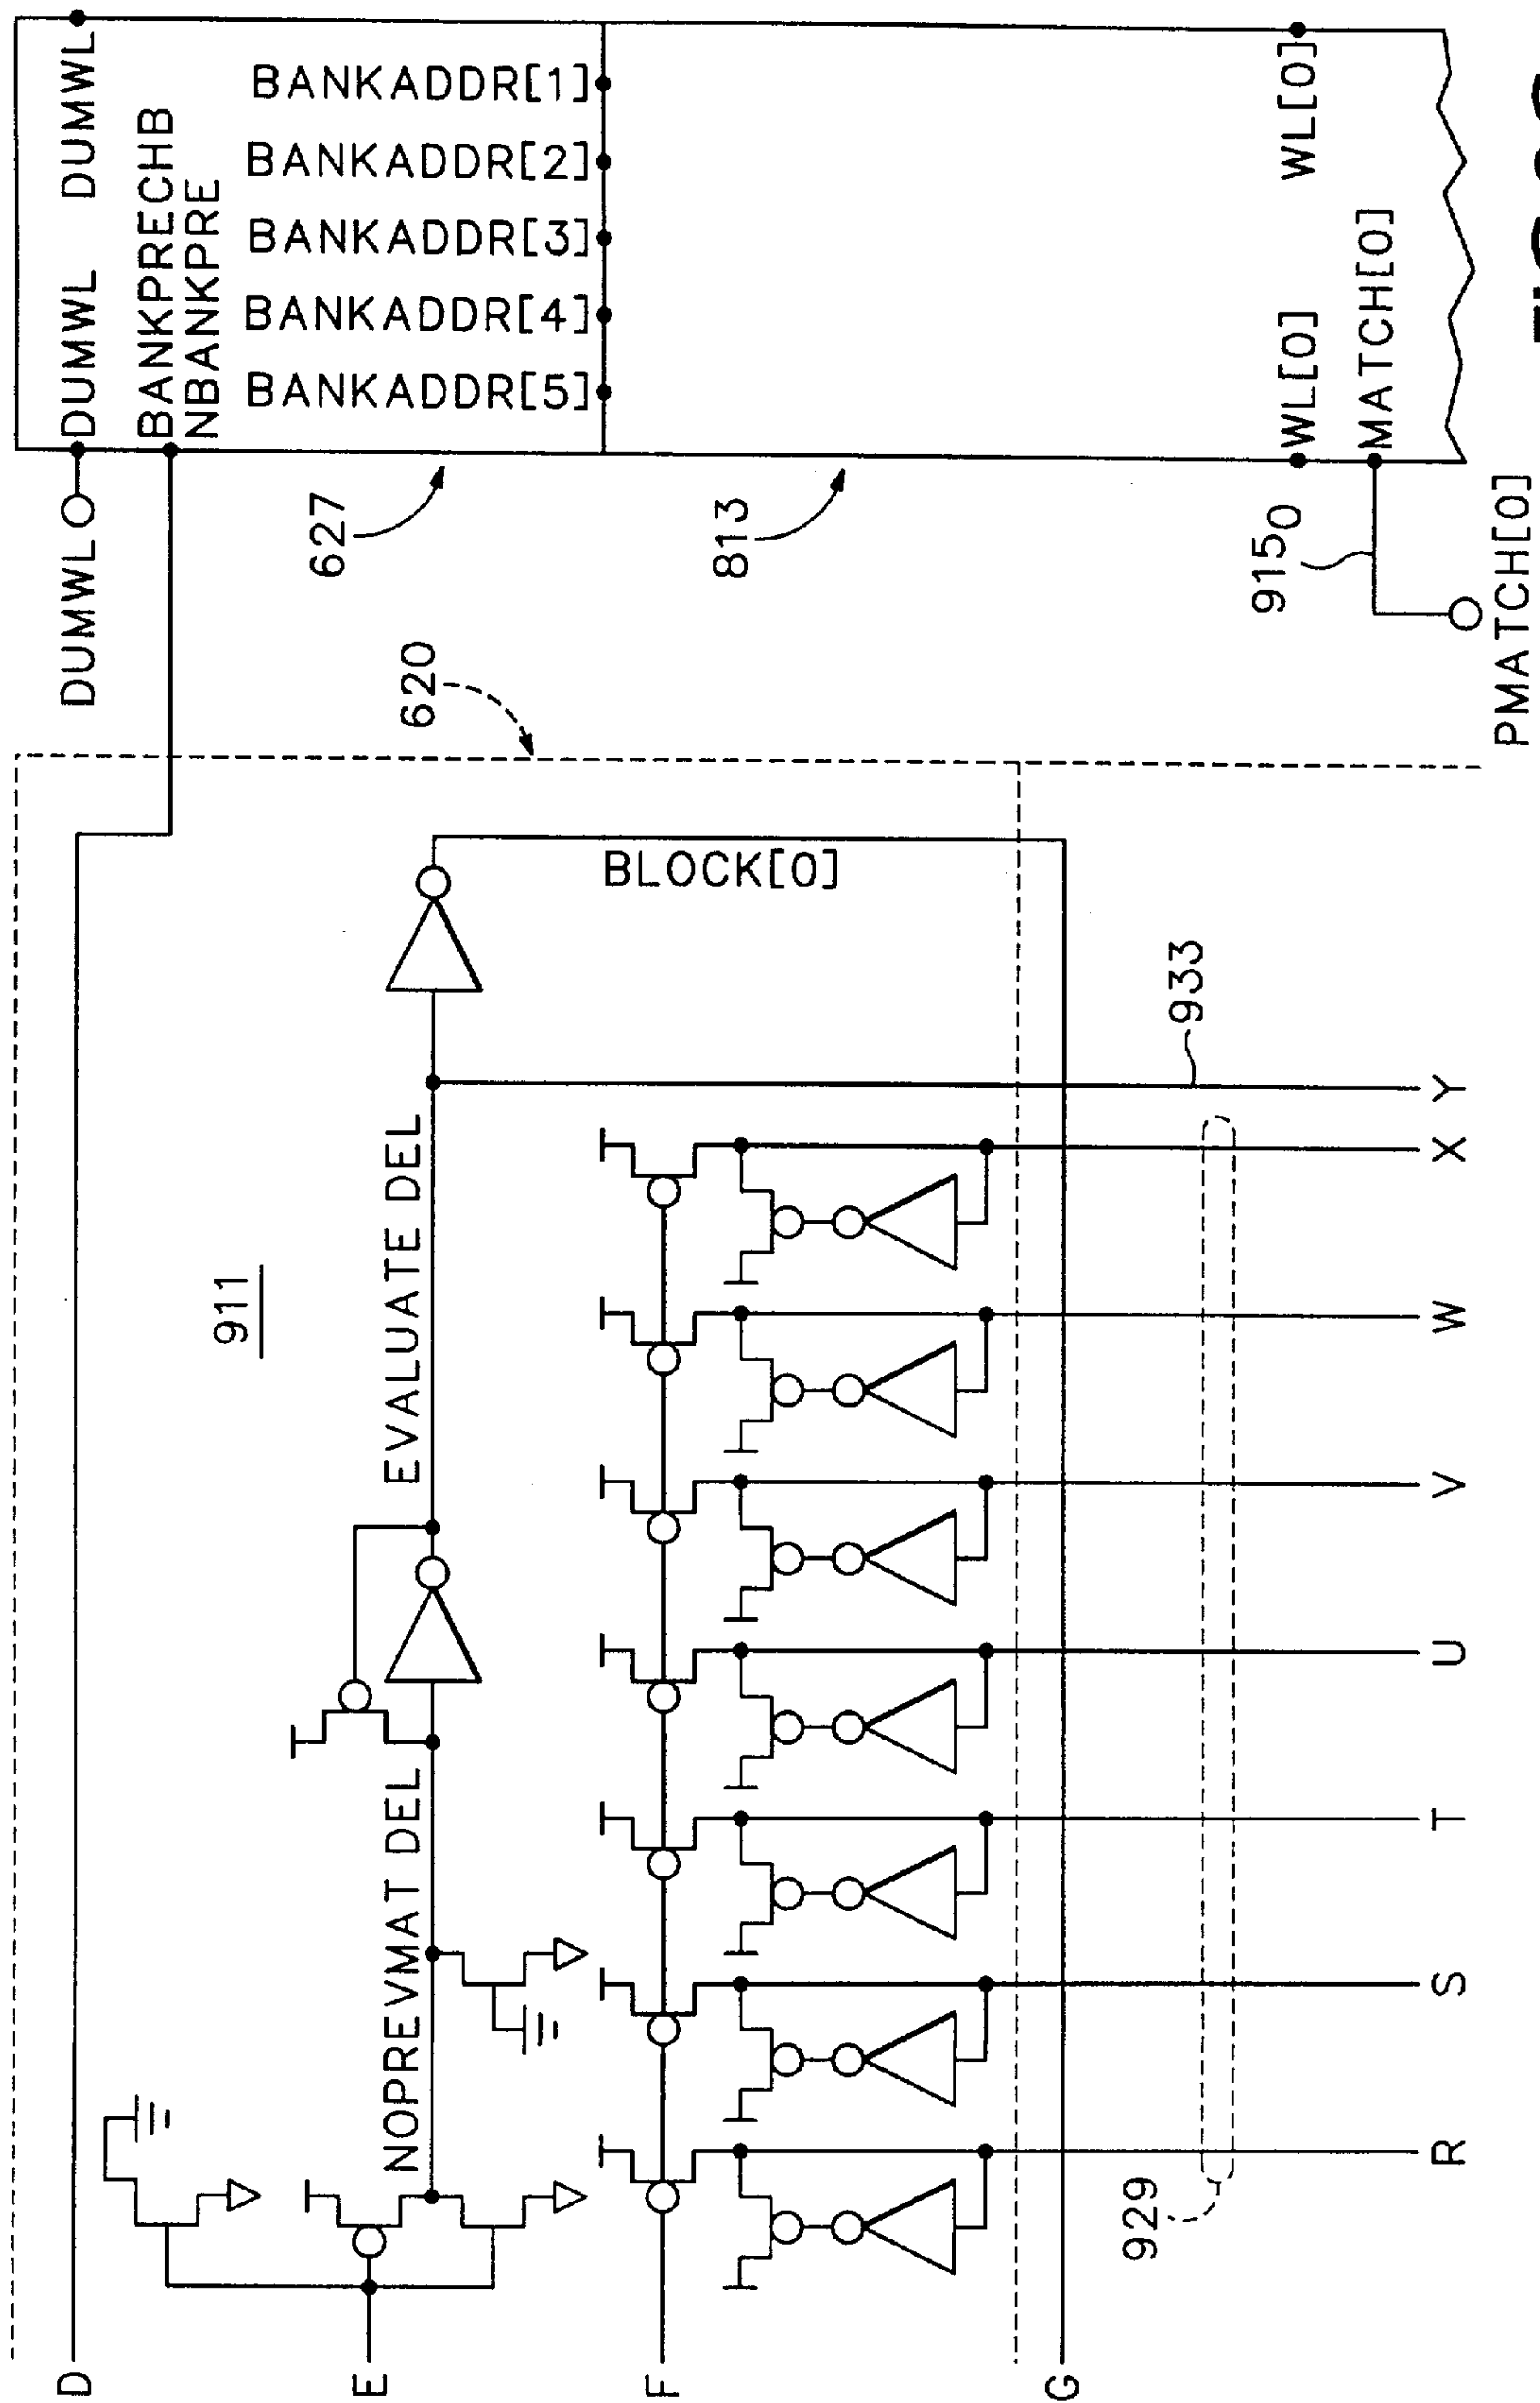 DUMWL
DUMWL
DUMWL
BANKPRECHB
NBANKPRE
BANKADDR[1]
BANKADDR[2]
BANKADDR[3]
BANKADDR[4]
BANKADDR[5]
627
813
WL[0]
WL[0]
MATCH[0]
915₀
PMATCH[0]
620
D
911
E
NOPREVMAT DEL
EVALUATE DEL
BLOCK[0]
F
G
929
933
R
S
T
U
V
W
X
Y